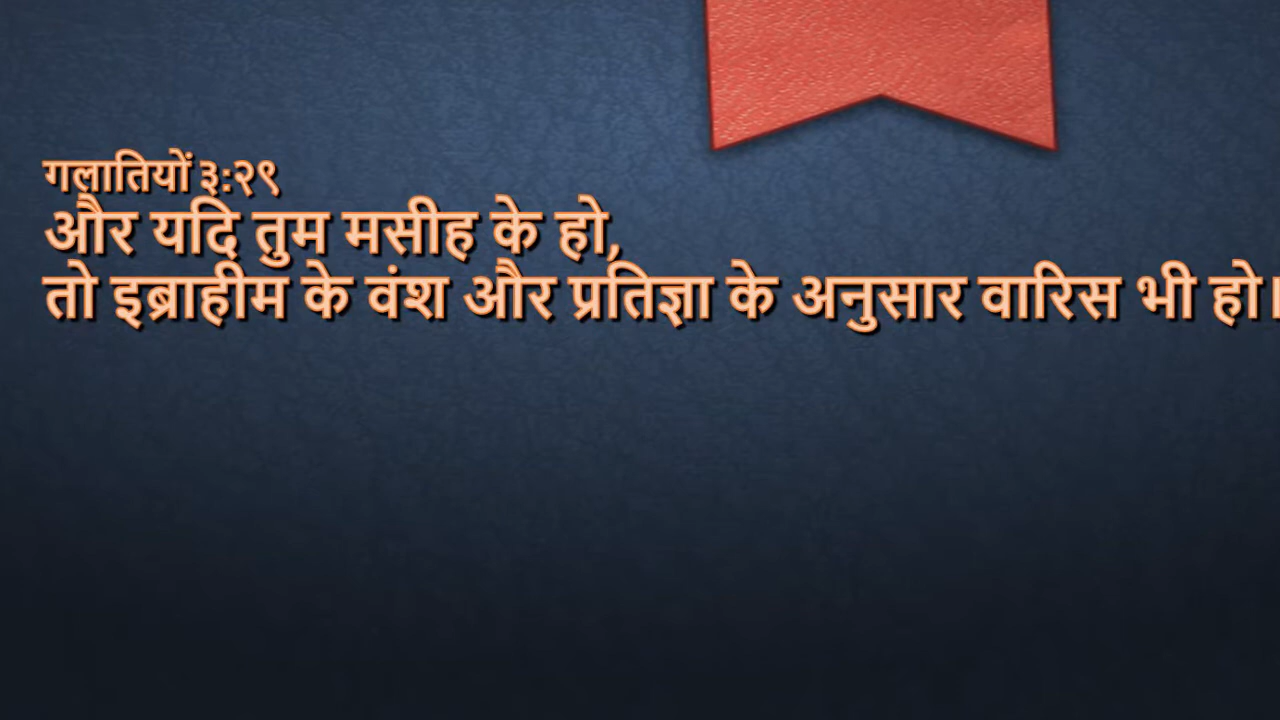 गलातियों ३:२९
और यदि तुम मसीह के हो,
तो इब्राहीम के वंश और प्रतिज्ञा के अनुसार वारिस भी हो।